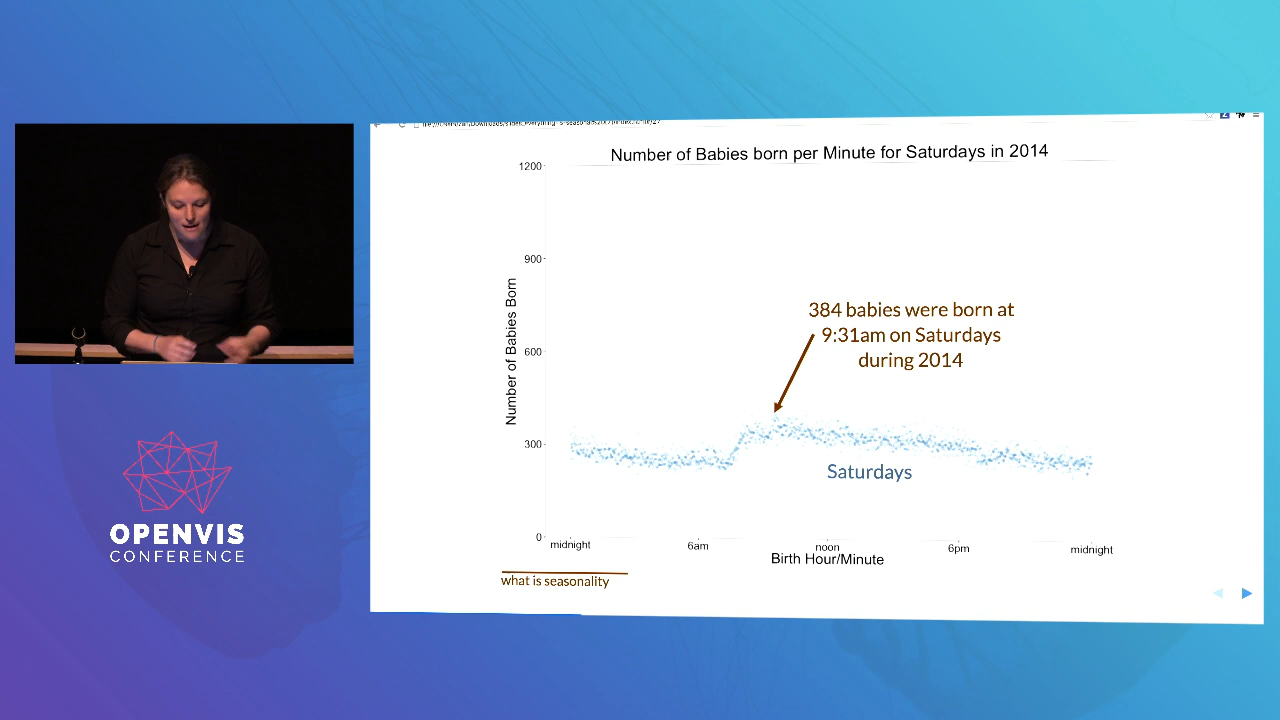 Number of Babies born per Minute for Saturdays in 2014
1200
900
600
300
0
Number of Babies Born
384 babies were born at
9:31am on Saturdays
during 2014
Saturdays
midnight
6am
noon
6pm
midnight
Birth Hour/Minute
what is seasonality
OPENVIS
CONFERENCE